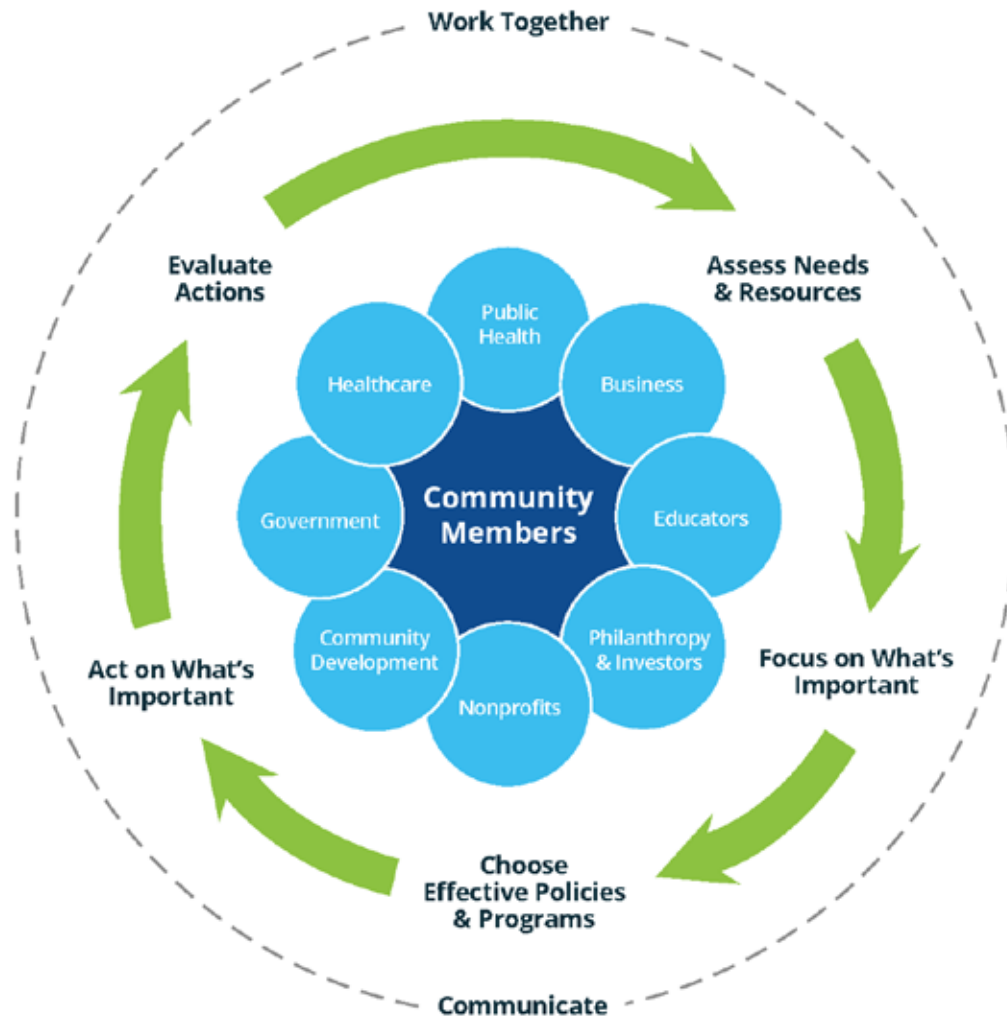 Work Together
Evaluate
Actions
Assess Needs
& Resources
Public
Health
Healthcare
Business
Community
Members
Government
Educators
Community
Development
Philanthropy
& Investors
Nonprofits
Act on What's
Important
Focus on What's
Important
Choose
Effective Policies
& Programs
Communicate